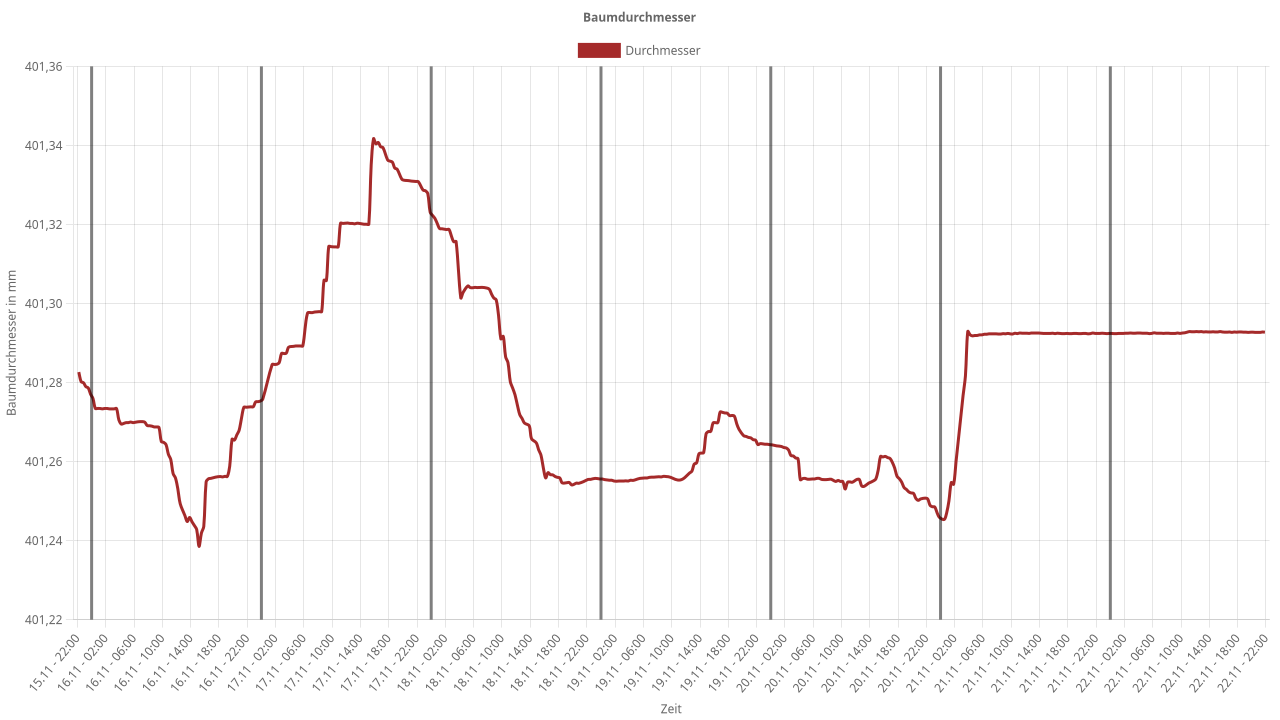 Baumdurchmesser
Durchmesser
401,36
401,34
401,32
401,30
401,28
401,26
401,24
401,22
Baumdurchmesser in mm
15.11 - 22:00
16.11 - 02:00
16.11 - 06:00
16.11 - 10:00
16.11 - 14:00
16.11 - 18:00
16.11 - 22:00
17.11 - 02:00
17.11 - 06:00
17.11 - 10:00
17.11 - 14:00
17.11 - 18:00
17.11 - 22:00
18.11 - 02:00
18.11 - 06:00
18.11 - 10:00
18.11 - 14:00
18.11 - 18:00
18.11 - 22:00
19.11 - 02:00
19.11 - 06:00
19.11 - 10:00
19.11 - 14:00
19.11 - 18:00
19.11 - 22:00
20.11 - 02:00
20.11 - 06:00
20.11 - 10:00
20.11 - 14:00
20.11 - 18:00
20.11 - 22:00
21.11 - 02:00
21.11 - 06:00
21.11 - 10:00
21.11 - 14:00
21.11 - 18:00
21.11 - 22:00
22.11 - 02:00
22.11 - 06:00
22.11 - 10:00
22.11 - 14:00
22.11 - 18:00
22.11 - 22:00
Zeit